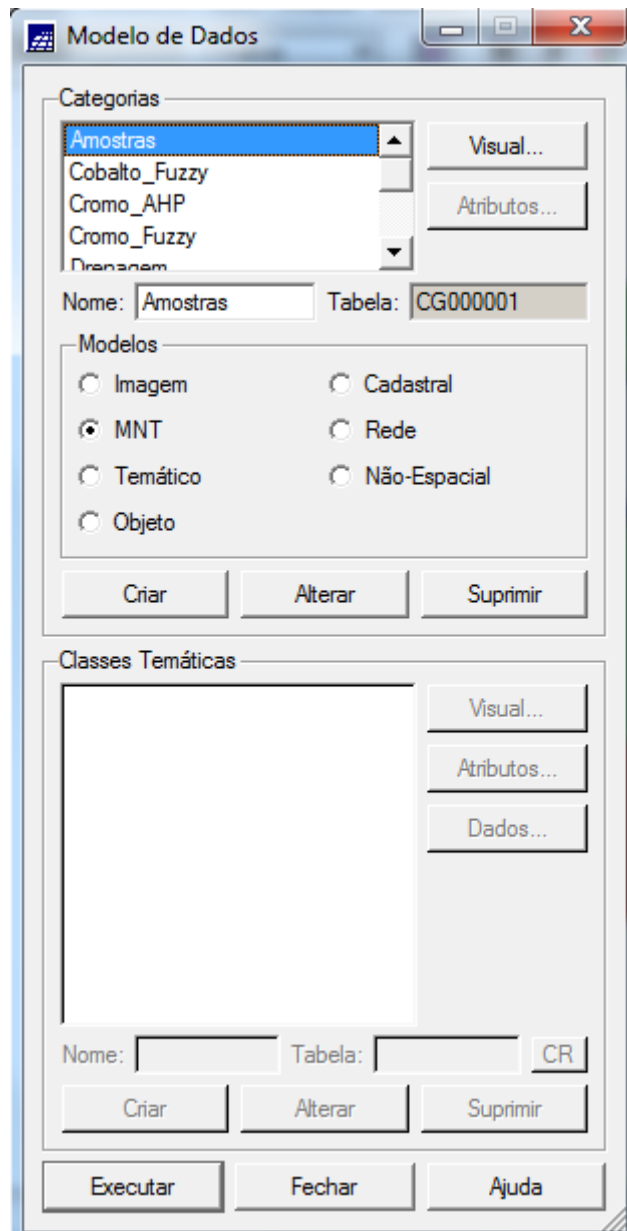 Modelo de Dados
Categorias
Amostras
Cobalto_Fuzzy
Cromo_AHP
Cromo_Fuzzy
Drenagem
Visual...
Atributos...
Nome: Amostras Tabela: CG000001
Modelos
Imagem Cadastral
MNT Rede
Temático Não-Espacial
Objeto
Criar Alterar Suprimir
Classes Temáticas
Visual...
Atributos...
Dados...
Nome: Tabela: CR
Criar Alterar Suprimir
Executar Fechar Ajuda